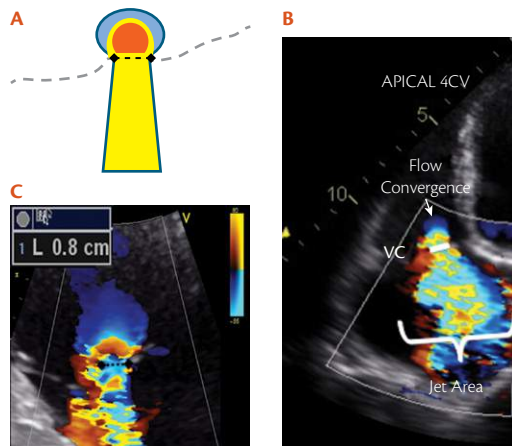 A
B
APICAL 4CV
5
Flow
Convergence
10
VC
Jet Area
C
1 L 0.8 cm
V